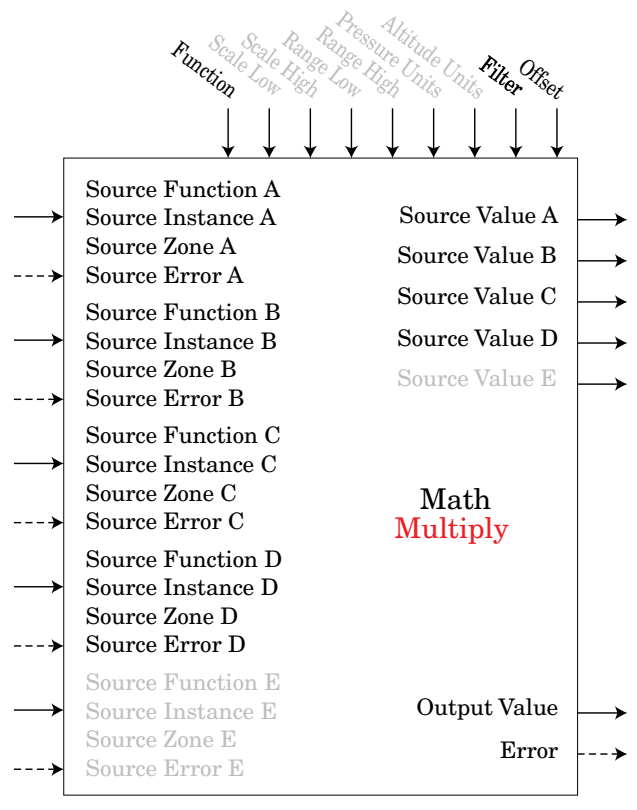 Function
Scale Low
Scale High
Range Low
Range High
Pressure Units
Altitude Units
Filter
Offset
Source Function A
Source Instance A
Source Zone A
Source Error A
Source Function B
Source Instance B
Source Zone B
Source Error B
Source Function C
Source Instance C
Source Zone C
Source Error C
Source Function D
Source Instance D
Source Zone D
Source Error D
Source Function E
Source Instance E
Source Zone E
Source Error E
Source Value A
Source Value B
Source Value C
Source Value D
Source Value E
Math
Multiply
Output Value
Error